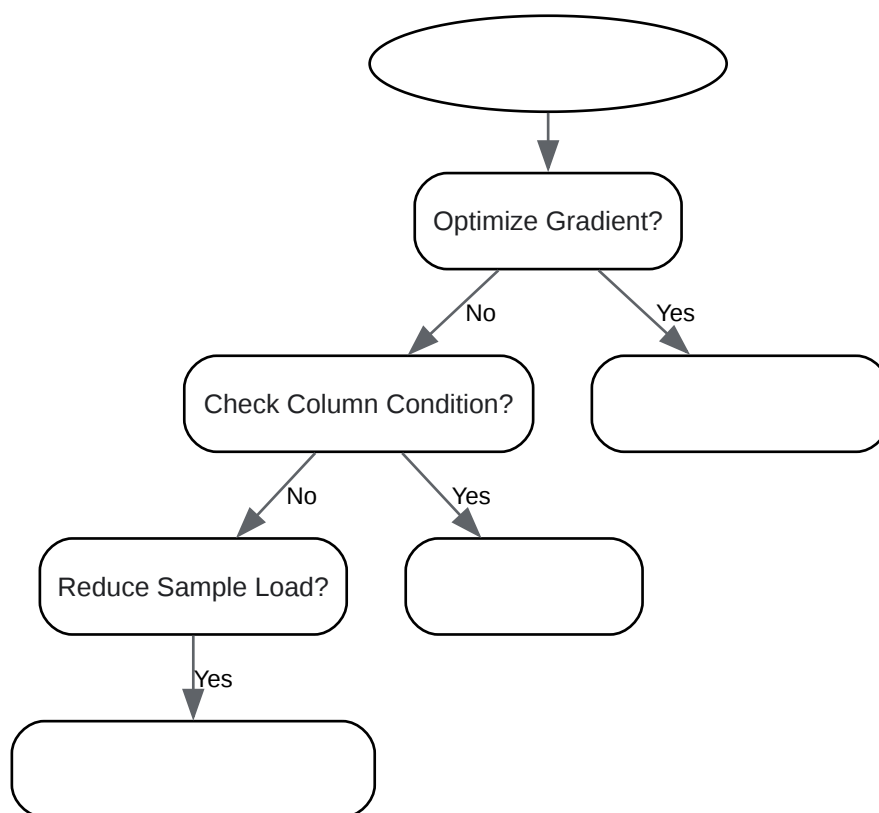 Optimize Gradient?
No
Yes
Check Column Condition?
No
Yes
Reduce Sample Load?
Yes